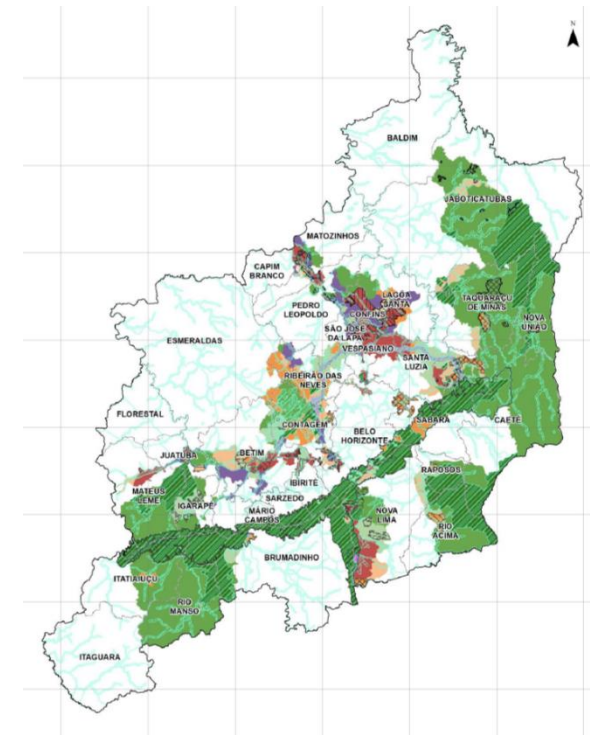 N
BALDIM
JABOTICATUBAS
MATOZINHOS
CAPIM
BRANCO
LAGOA
SANTA
TAQUARAÇU
DE MINAS
PEDRO
LEOPOLDO
CONFINS
NOVA
UNIÃO
SÃO JOSÉ
DA LAPA
ESMERALDAS
VESPASIANO
SANTA
LUZIA
RIBEIRÃO DAS
NEVES
FLORESTAL
CONTAGEM
SABARÁ
CAETÉ
BELO
HORIZONTE
JUATUBA
BETIM
RAPOSOS
MATEUS
LEME
IBIRITÉ
IGARAPÉ
SARZEDO
MÁRIO
CAMPOS
NOVA
LIMA
RIO
ACIMA
BRUMADINHO
ITATIAIUÇU
RIO
MANSO
ITAGUARA